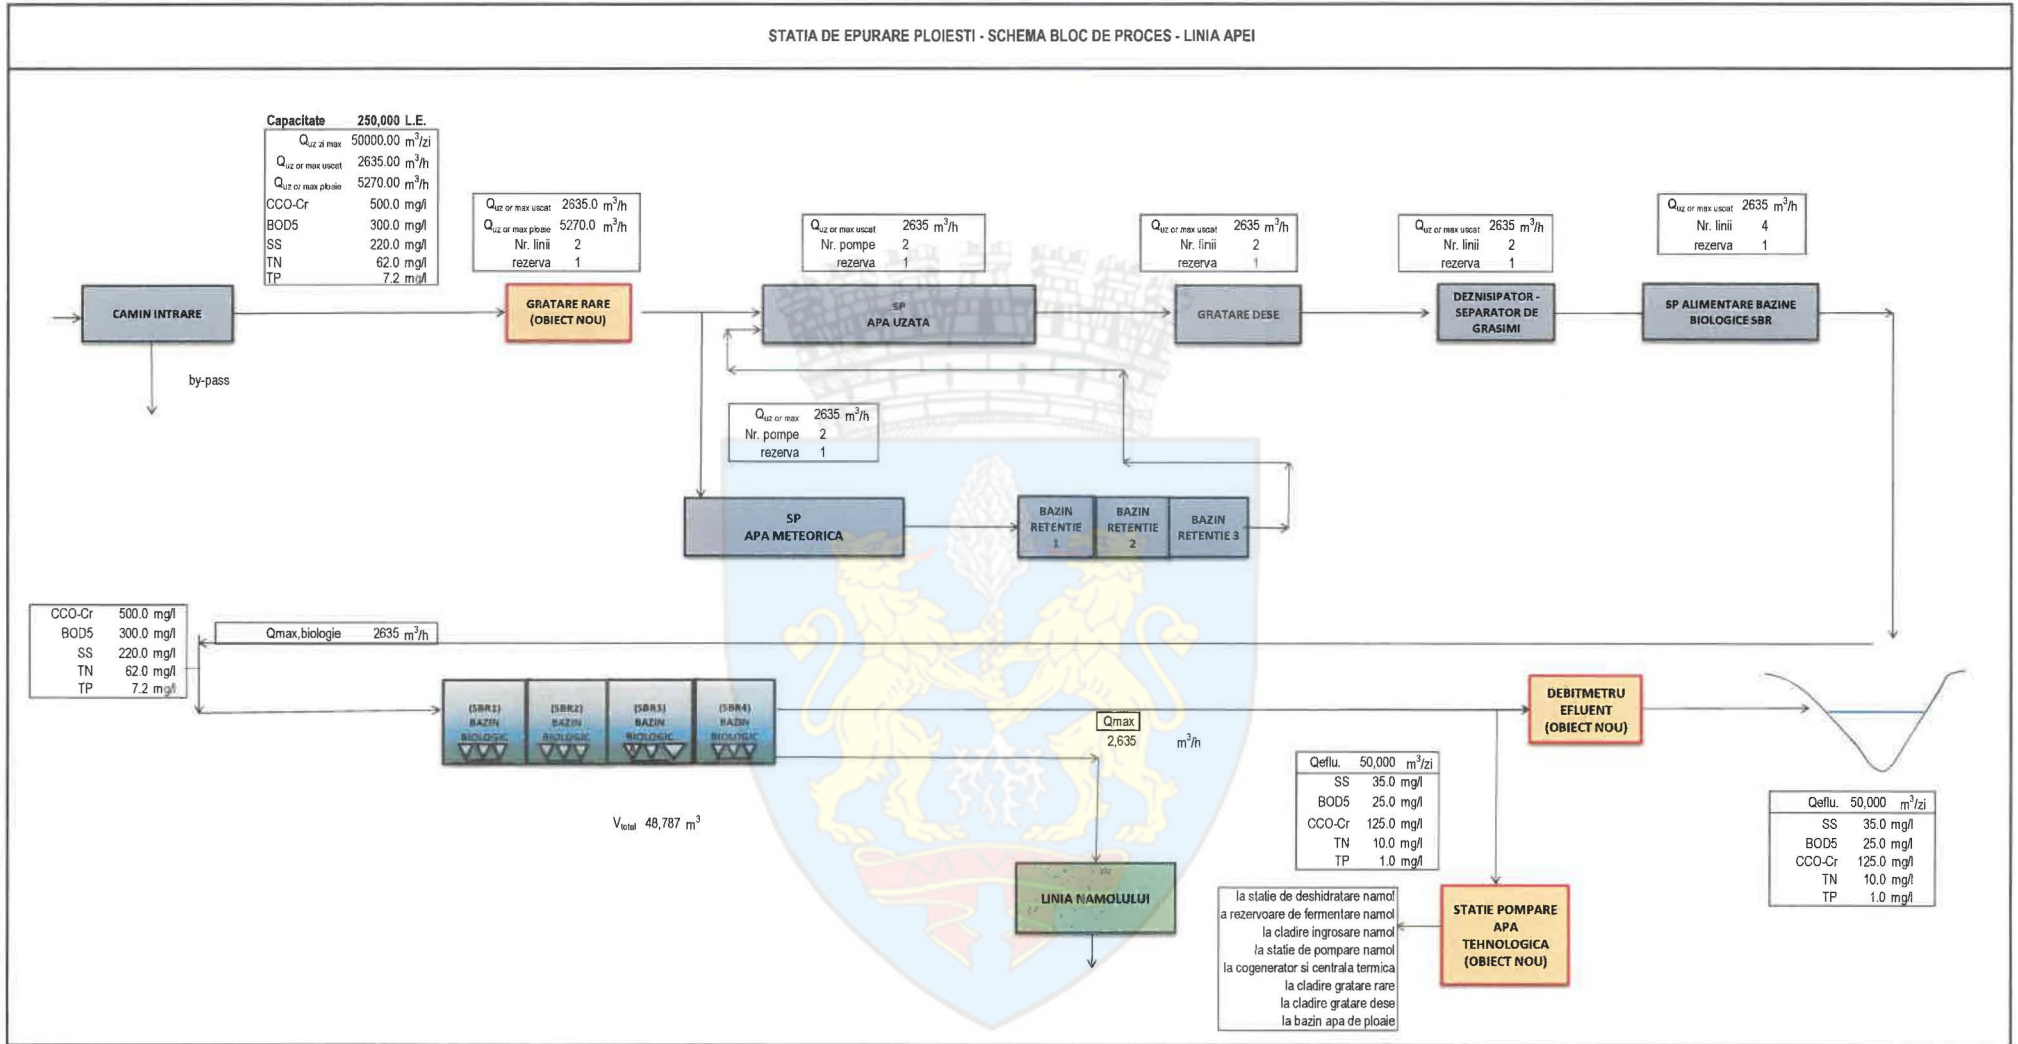 STATIA DE EPURARE PLOIESTI - SCHEMA BLOC DE PROCES - LINIA APEI
Capacitate 250,000 L.E.
Quz zi max 50000.00 m³/zi
Quz or max uscat 2635.00 m³/h
Quz or max ploaie 5270.00 m³/h
CCO-Cr 500.0 mg/l
BOD5 300.0 mg/l
SS 220.0 mg/l
TN 62.0 mg/l
TP 7.2 mg/l
Quz or max uscat 2635.0 m³/h
Quz or max ploaie 5270.0 m³/h
Nr. linii 2
rezerva 1
Quz or max uscat 2635 m³/h
Nr. pompe 2
rezerva 1
Quz or max uscat 2635 m³/h
Nr. linii 2
rezerva 1
Quz or max uscat 2635 m³/h
Nr. linii 2
rezerva 1
Quz or max uscat 2635 m³/h
Nr. linii 4
rezerva 1
CAMIN INTRARE
GRATARE RARE
(OBIECT NOU)
SP
APA UZATA
GRATARE DESE
DEZNISIPATOR -
SEPARATOR DE
GRASIMI
SP ALIMENTARE BAZINE
BIOLOGICE SBR
by-pass
Quz or max 2635 m³/h
Nr. pompe 2
rezerva 1
SP
APA METEORICA
BAZIN
RETENTIE
1
BAZIN
RETENTIE
2
BAZIN
RETENTIE 3
CCO-Cr 500.0 mg/l
BOD5 300.0 mg/l
SS 220.0 mg/l
TN 62.0 mg/l
TP 7.2 mg/l
Qmax,biologie 2635 m³/h
(SBR1)
BAZIN
BIOLOGIC
(SBR2)
BAZIN
BIOLOGIC
(SBR3)
BAZIN
BIOLOGIC
(SBR4)
BAZIN
BIOLOGIC
Qmax
2,635 m³/h
Vtotal 48,787 m³
LINIA NAMOLULUI
DEBITMETRU
EFLUENT
(OBIECT NOU)
Qeflu. 50,000 m³/zi
SS 35.0 mg/l
BOD5 25.0 mg/l
CCO-Cr 125.0 mg/l
TN 10.0 mg/l
TP 1.0 mg/l
Qeflu. 50,000 m³/zi
SS 35.0 mg/l
BOD5 25.0 mg/l
CCO-Cr 125.0 mg/l
TN 10.0 mg/l
TP 1.0 mg/l
STATIE POMPARE
APA
TEHNOLOGICA
(OBIECT NOU)
la statie de deshidratare namol
a rezervoare de fermentare namol
la cladire ingrosare namol
la statie de pompare namol
la cogenerator si centrala termica
la cladire gratare rare
la cladire gratare dese
la bazin apa de ploaie